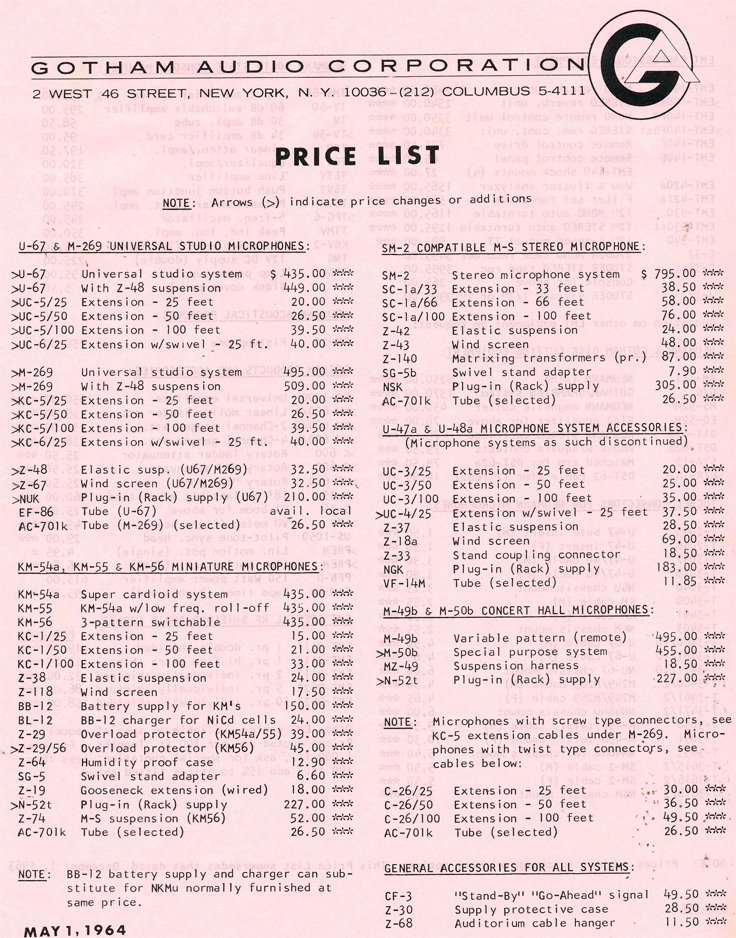 GOTHAM AUDIO CORPORATION
GA
2 WEST 46 STREET, NEW YORK, N. Y. 10036-(212) COLUMBUS 5-4111
PRICE LIST
NOTE: Arrows (>) indicate price changes or additions
U-67 & M-269 UNIVERSAL STUDIO MICROPHONES:
>U-67 Universal studio system $ 435.00 ***
>U-67 With Z-48 suspension 449.00 ***
>UC-5/25 Extension - 25 feet 20.00 ***
>UC-5/50 Extension - 50 feet 26.50 ***
>UC-5/100 Extension - 100 feet 39.50 ***
>UC-6/25 Extension w/swivel - 25 ft. 40.00 ***
>M-269 Universal studio system 495.00 ***
>M-269 With Z-48 suspension 509.00 ***
>KC-5/25 Extension - 25 feet 20.00 ***
>KC-5/50 Extension - 50 feet 26.50 ***
>KC-5/100 Extension - 100 feet 39.50 ***
>KC-6/25 Extension w/swivel - 25 ft. 40.00 ***
>Z-48 Elastic susp. (U67/M269) 32.50 ***
>Z-67 Wind screen (U67/M269) 32.50 ***
>NUK Plug-in (Rack) supply (U67) 210.00 ***
EF-86 Tube (U-67) avail. local
AC-701k Tube (M-269) (selected) 26.50 ***
KM-54a, KM-55 & KM-56 MINIATURE MICROPHONES:
KM-54a Super cardioid system 435.00 ***
KM-55 KM-54a w/low freq. roll-off 435.00 ***
KM-56 3-pattern switchable 435.00 ***
KC-1/25 Extension - 25 feet 15.00 ***
KC-1/50 Extension - 50 feet 21.00 ***
KC-1/100 Extension - 100 feet 33.00 ***
Z-38 Elastic suspension 24.00 ***
Z-118 Wind screen 17.50 ***
BB-12 Battery supply for KM's 150.00 ***
BL-12 BB-12 charger for NiCd cells 24.00 ***
Z-29 Overload protector (KM54a/55) 39.00 ***
>Z-29/56 Overload protector (KM56) 45.00 ***
Z-64 Humidity proof case 12.90 ***
SG-5 Swivel stand adapter 6.60 ***
Z-19 Gooseneck extension (wired) 18.00 ***
>N-52t Plug-in (Rack) supply 227.00 ***
Z-74 M-S suspension (KM56) 52.00 ***
AC-701k Tube (selected) 26.50 ***
NOTE: BB-12 battery supply and charger can sub-
stitute for NKMu normally furnished at
same price.
MAY 1, 1964
SM-2 COMPATIBLE M-S STEREO MICROPHONE:
SM-2 Stereo microphone system $ 795.00 ***
SC-1a/33 Extension - 33 feet 38.50 ***
SC-1a/66 Extension - 66 feet 58.00 ***
SC-1a/100 Extension - 100 feet 76.00 ***
Z-42 Elastic suspension 24.00 ***
Z-43 Wind screen 48.00 ***
Z-140 Matrixing transformers (pr.) 87.00 ***
SG-5b Swivel stand adapter 7.90 ***
NSK Plug-in (Rack) supply 305.00 ***
AC-701K Tube (selected) 26.50 ***
U-47a & U-48a MICROPHONE SYSTEM ACCESSORIES:
(Microphone systems as such discontinued)
UC-3/25 Extension - 25 feet 20.00 ***
UC-3/50 Extension - 50 feet 25.00 ***
UC-3/100 Extension - 100 feet 35.00 ***
>UC-4/25 Extension w/swivel - 25 feet 37.50 ***
Z-37 Elastic suspension 28.50 ***
Z-18a Wind screen 69.00 ***
Z-33 Stand coupling connector 18.50 ***
NGK Plug-in (Rack) supply 183.00 ***
VF-14M Tube (selected) 11.85 ***
M-49b & M-50b CONCERT HALL MICROPHONES:
M-49b Variable pattern (remote) 495.00 ***
>M-50b Special purpose system 455.00 ***
MZ-49 Suspension harness 18.50 ***
>N-52t Plug-in (Rack) supply 227.00 ***
NOTE: Microphones with screw type connectors, see
KC-5 extension cables under M-269. Micro-
phones with twist type connectors, see
cables below:
C-26/25 Extension - 25 feet 30.00 ***
C-26/50 Extension - 50 feet 36.50 ***
C-26/100 Extension - 100 feet 49.50 ***
AC-701k Tube (selected) 26.50 ***
GENERAL ACCESSORIES FOR ALL SYSTEMS:
CF-3 "Stand-By" "Go-Ahead" signal 49.50 ***
Z-30 Supply protective case 28.50 ***
Z-68 Auditorium cable hanger 11.50 ***